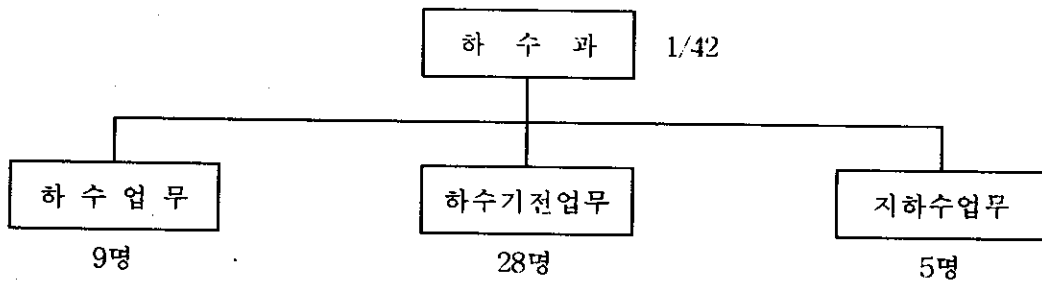 하 수 과 1/42
하 수 업 무 하수기전업무 지하수업무
9명 28명 5명